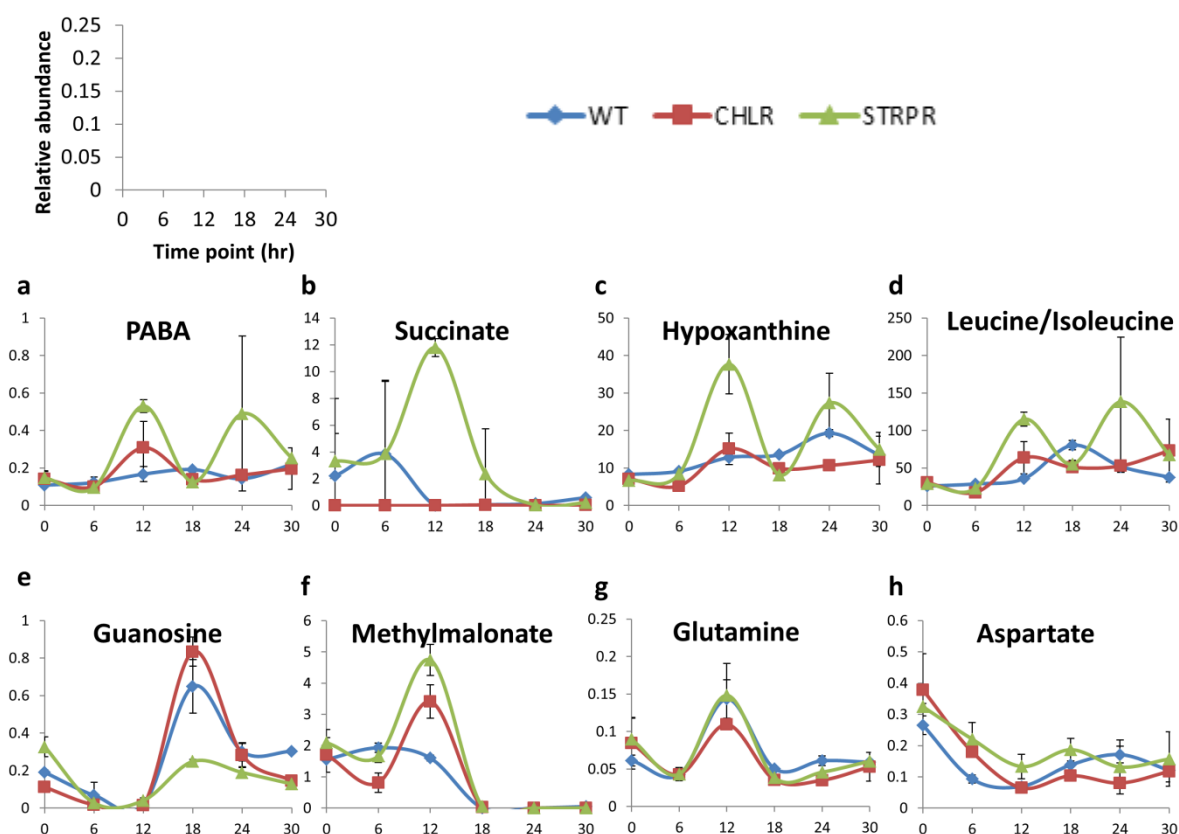 0.25
0.2
0.15
0.1
0.05
0
Relative abundance
0 6 12 18 24 30
Time point (hr)
WT CHLR STRPR
a b c d
PABA Succinate Hypoxanthine Leucine/Isoleucine
1 14 50 250
0.8 12 40 200
0.6 10 30 150
0.4 8 20 100
0.2 6 10 50
0 4 0 0
2
0
0 6 12 18 24 30 0 6 12 18 24 30 0 6 12 18 24 30 0 6 12 18 24 30
e f g h
Guanosine Methylmalonate Glutamine Aspartate
1 6 0.25 0.6
0.8 5 0.2 0.5
0.6 4 0.15 0.4
0.4 3 0.1 0.3
0.2 2 0.05 0.2
0 1 0 0.1
0 0
0 6 12 18 24 30 0 6 12 18 24 30 0 6 12 18 24 30 0 6 12 18 24 30